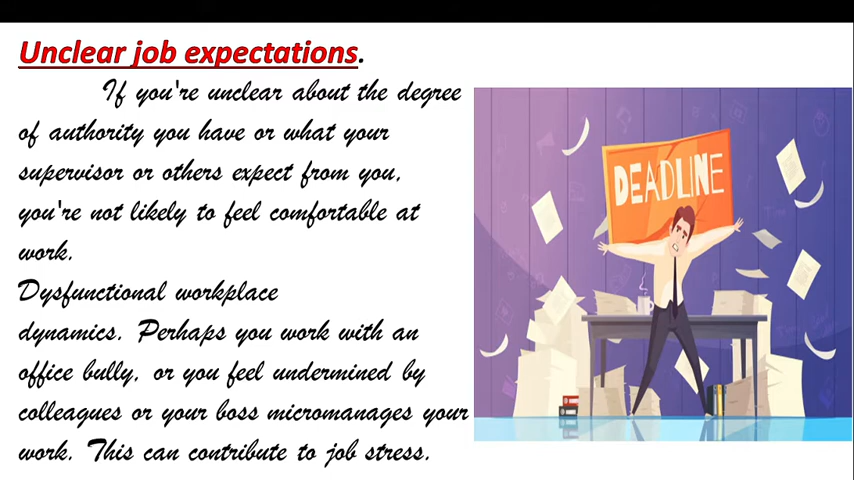 Unclear job expectations.
If you're unclear about the degree
of authority you have or what your
supervisor or others expect from you,
you're not likely to feel comfortable at
work.
Dysfunctional workplace
dynamics. Perhaps you work with an
office bully, or you feel undermined by
colleagues or your boss micromanages your
work. This can contribute to job stress.
DEADLINE